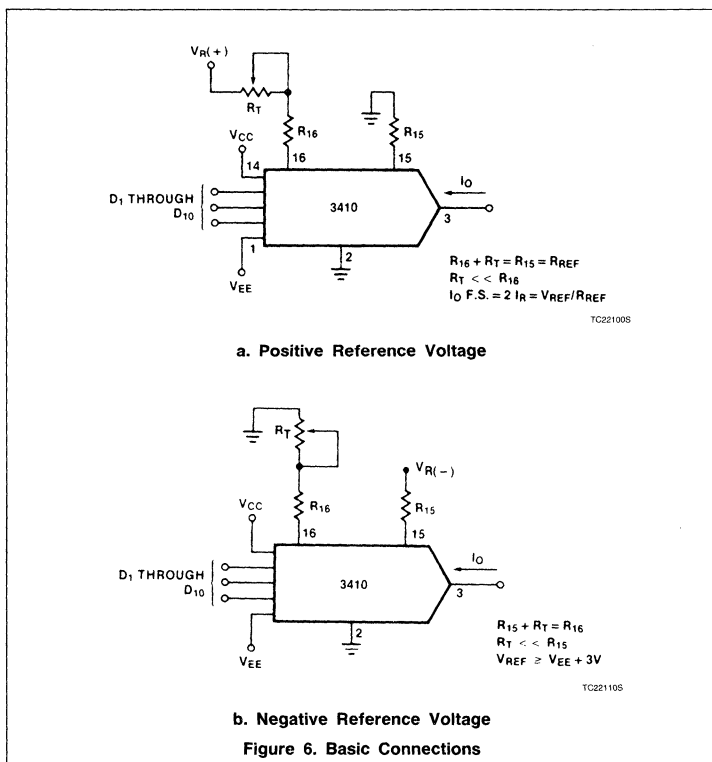 VR(+)
RT
R16
R15
VCC
14
16
15
D1 THROUGH
D10
3410
IO
3
1
2
VEE
R16 + RT = R15 = RREF
RT << R16
IO F.S. = 2 IR = VREF/RREF
TC22100S
a. Positive Reference Voltage
RT
VR(−)
R16
R15
VCC
16
15
D1 THROUGH
D10
3410
IO
3
2
VEE
R15 + RT = R16
RT << R15
VREF ≥ VEE + 3V
TC22110S
b. Negative Reference Voltage
Figure 6. Basic Connections